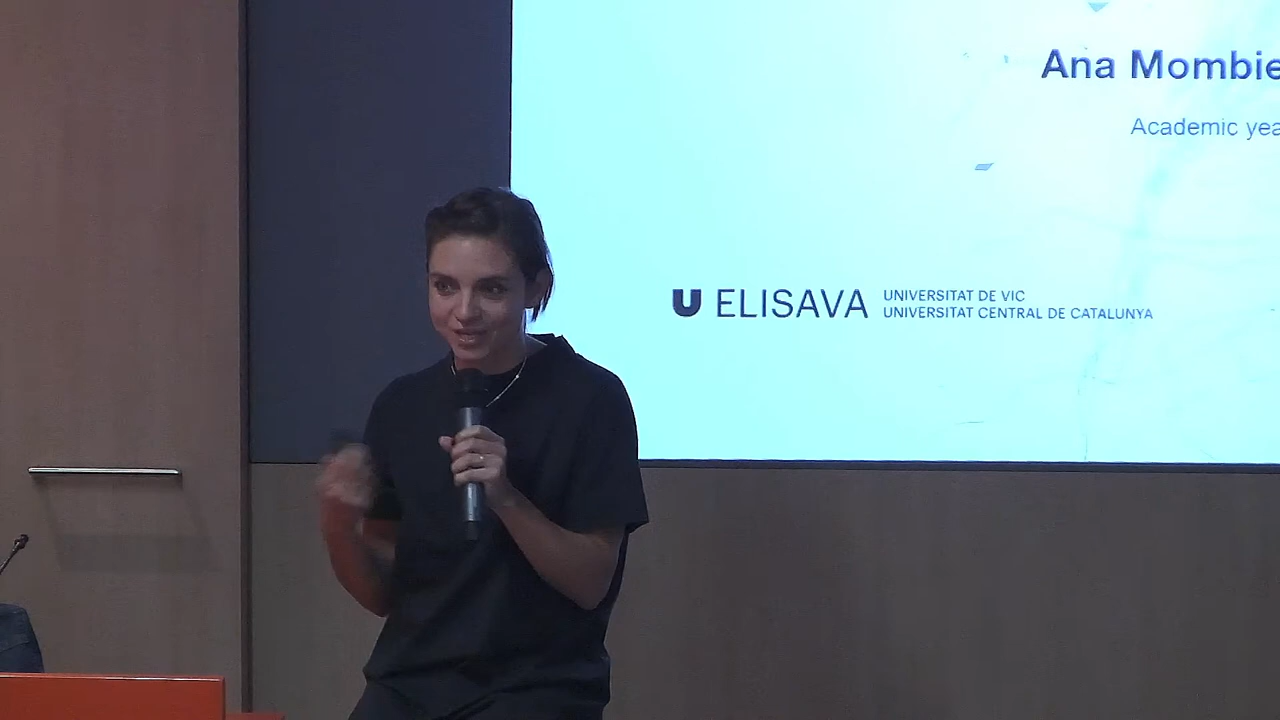 Ana Mombie
Academic yea
U ELISAVA
UNIVERSITAT DE VIC
UNIVERSITAT CENTRAL DE CATALUNYA